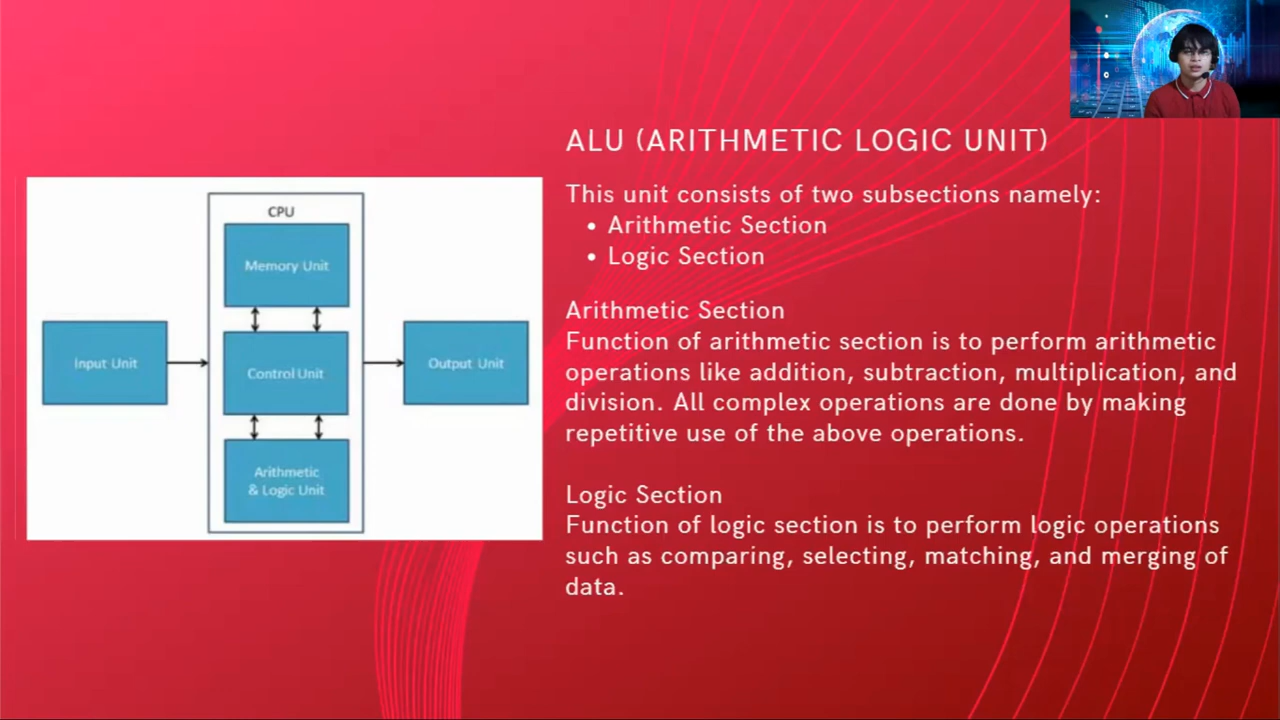 ALU (ARITHMETIC LOGIC UNIT)
This unit consists of two subsections namely:
• Arithmetic Section
• Logic Section
Arithmetic Section
Function of arithmetic section is to perform arithmetic
operations like addition, subtraction, multiplication, and
division. All complex operations are done by making
repetitive use of the above operations.
Logic Section
Function of logic section is to perform logic operations
such as comparing, selecting, matching, and merging of
data.
CPU
Memory Unit
Input Unit
Control Unit
Output Unit
Arithmetic
& Logic Unit